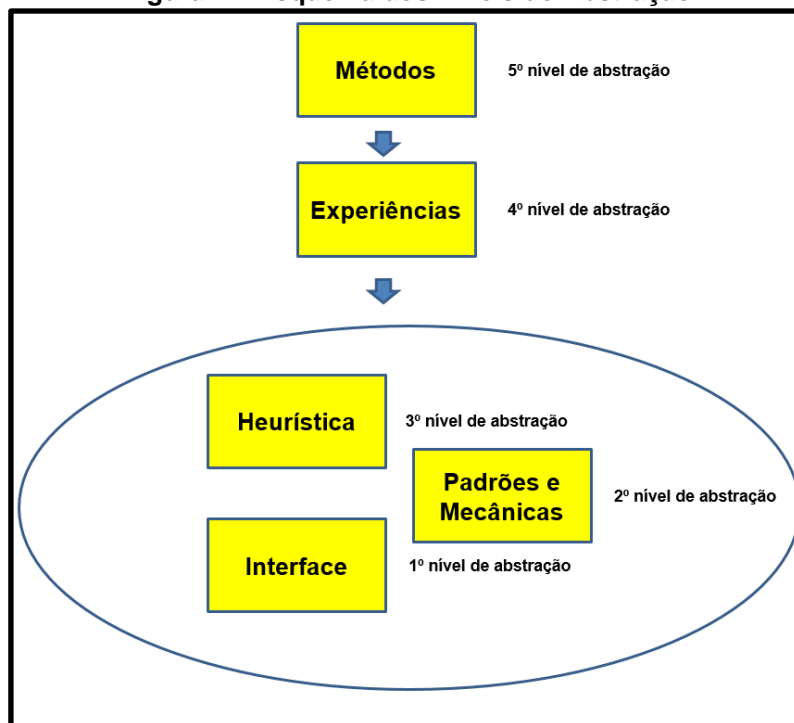 Métodos
5º nível de abstração
Experiências
4º nível de abstração
Heurística
3º nível de abstração
Padrões e
Mecânicas
2º nível de abstração
Interface
1º nível de abstração